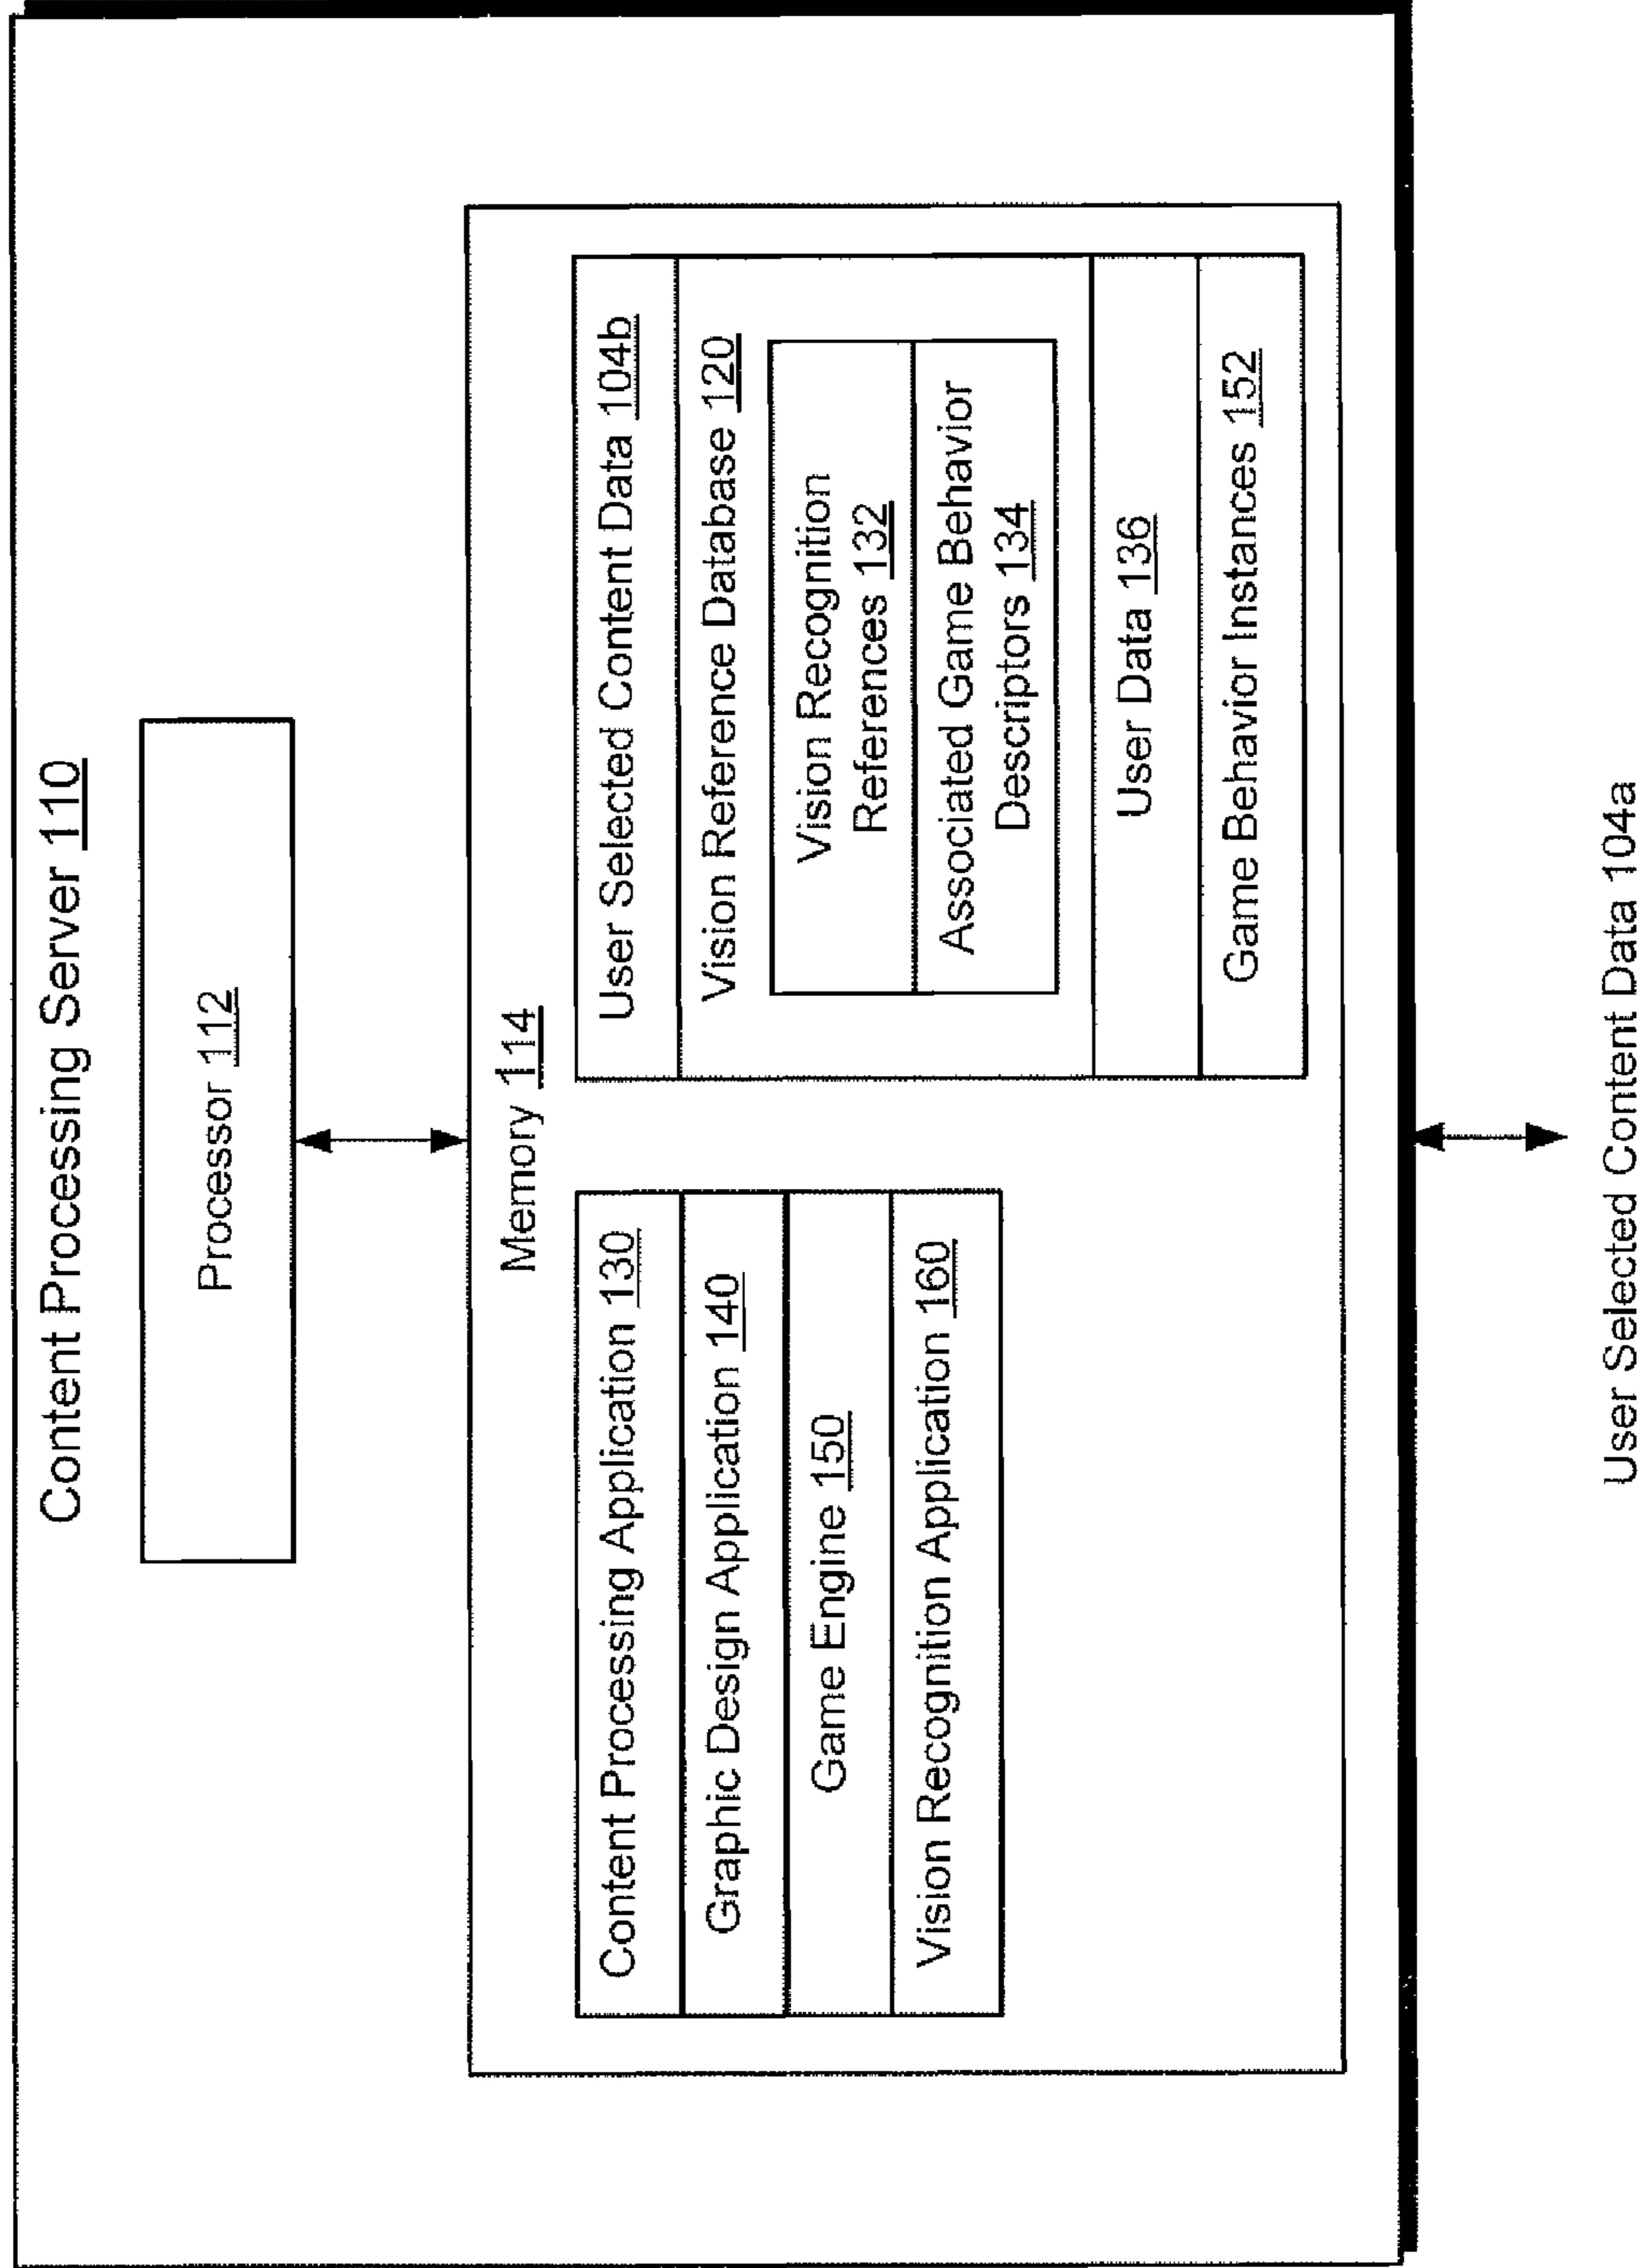 Content Processing Server 110
Processor 112
Memory 114
Content Processing Application 130
Graphic Design Application 140
Game Engine 150
Vision Recognition Application 160
User Selected Content Data 104b
Vision Reference Database 120
Vision Recognition
References 132
Associated Game Behavior
Descriptors 134
User Data 136
Game Behavior Instances 152
User Selected Content Data 104a